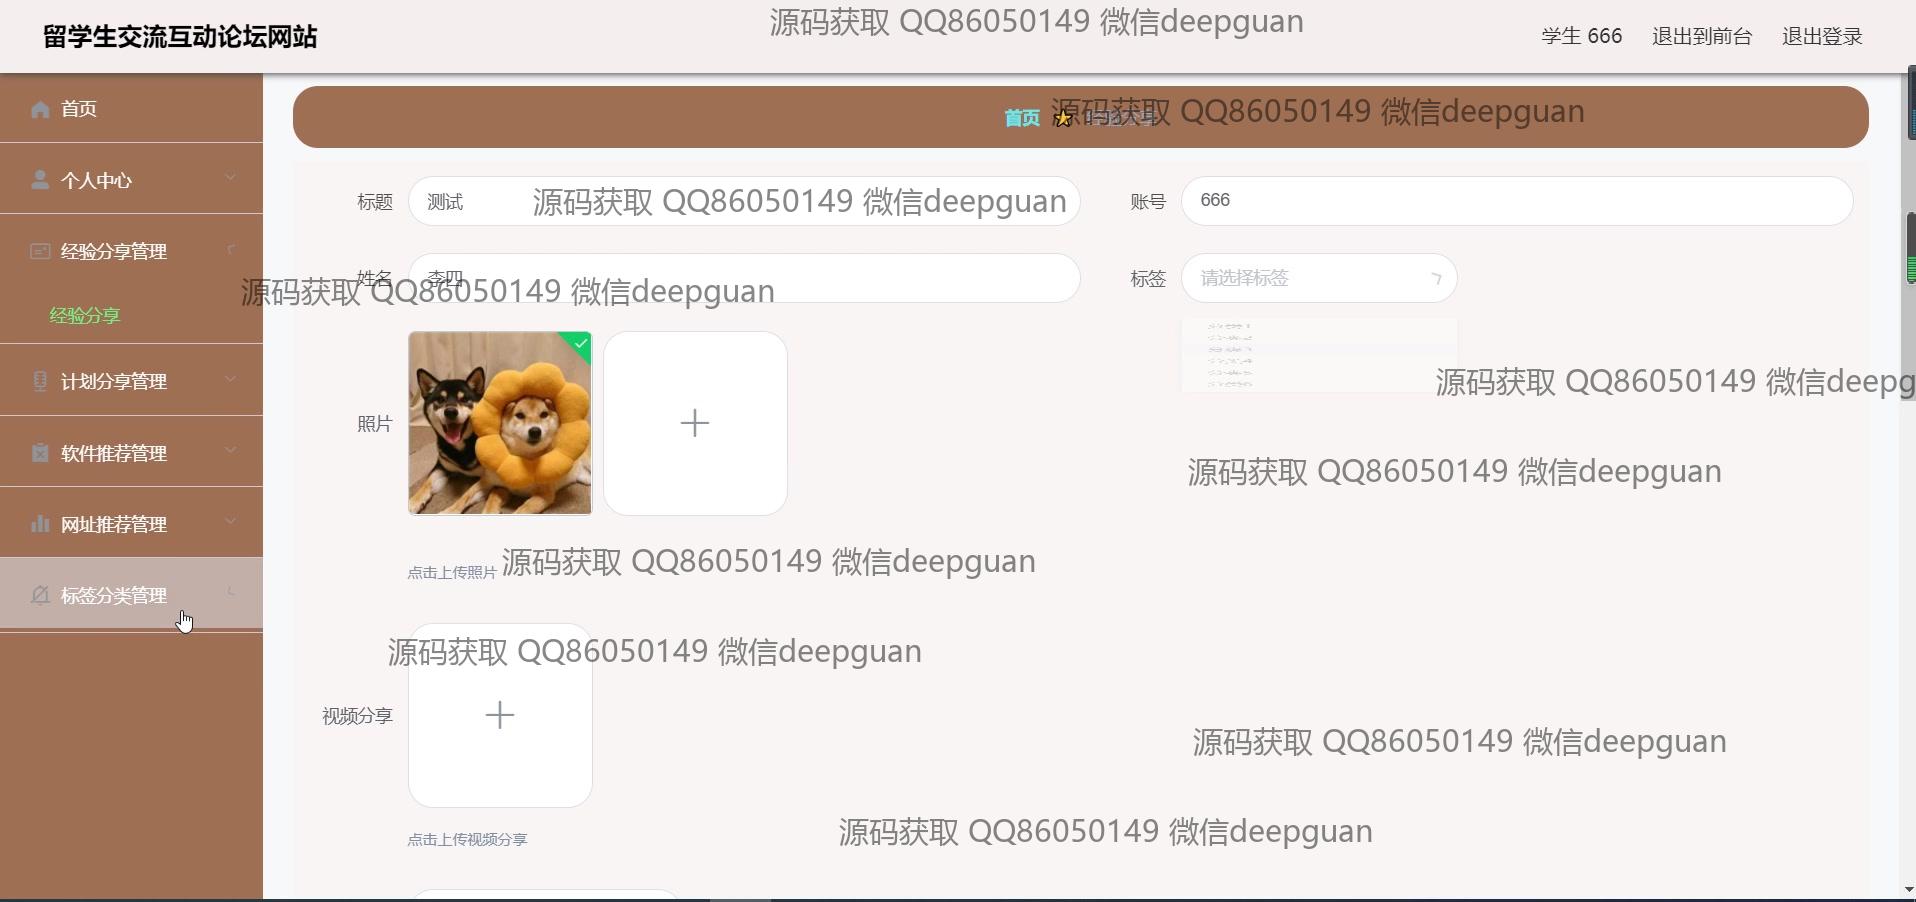 源码获取 QQ86050149 微信deepguan
留学生交流互动论坛网站
学生 666
退出到前台
退出登录
首页
首页
源码获取 QQ86050149 微信deepguan
个人中心
标题
测试
源码获取 QQ86050149 微信deepguan
账号
666
经验分享管理
姓名
李四
标签
请选择标签
源码获取 QQ86050149 微信deepguan
经验分享
计划分享管理
源码获取 QQ86050149 微信deepg
照片
软件推荐管理
源码获取 QQ86050149 微信deepguan
网址推荐管理
点击上传照片
源码获取 QQ86050149 微信deepguan
标签分类管理
源码获取 QQ86050149 微信deepguan
视频分享
源码获取 QQ86050149 微信deepguan
点击上传视频分享
源码获取 QQ86050149 微信deepguan